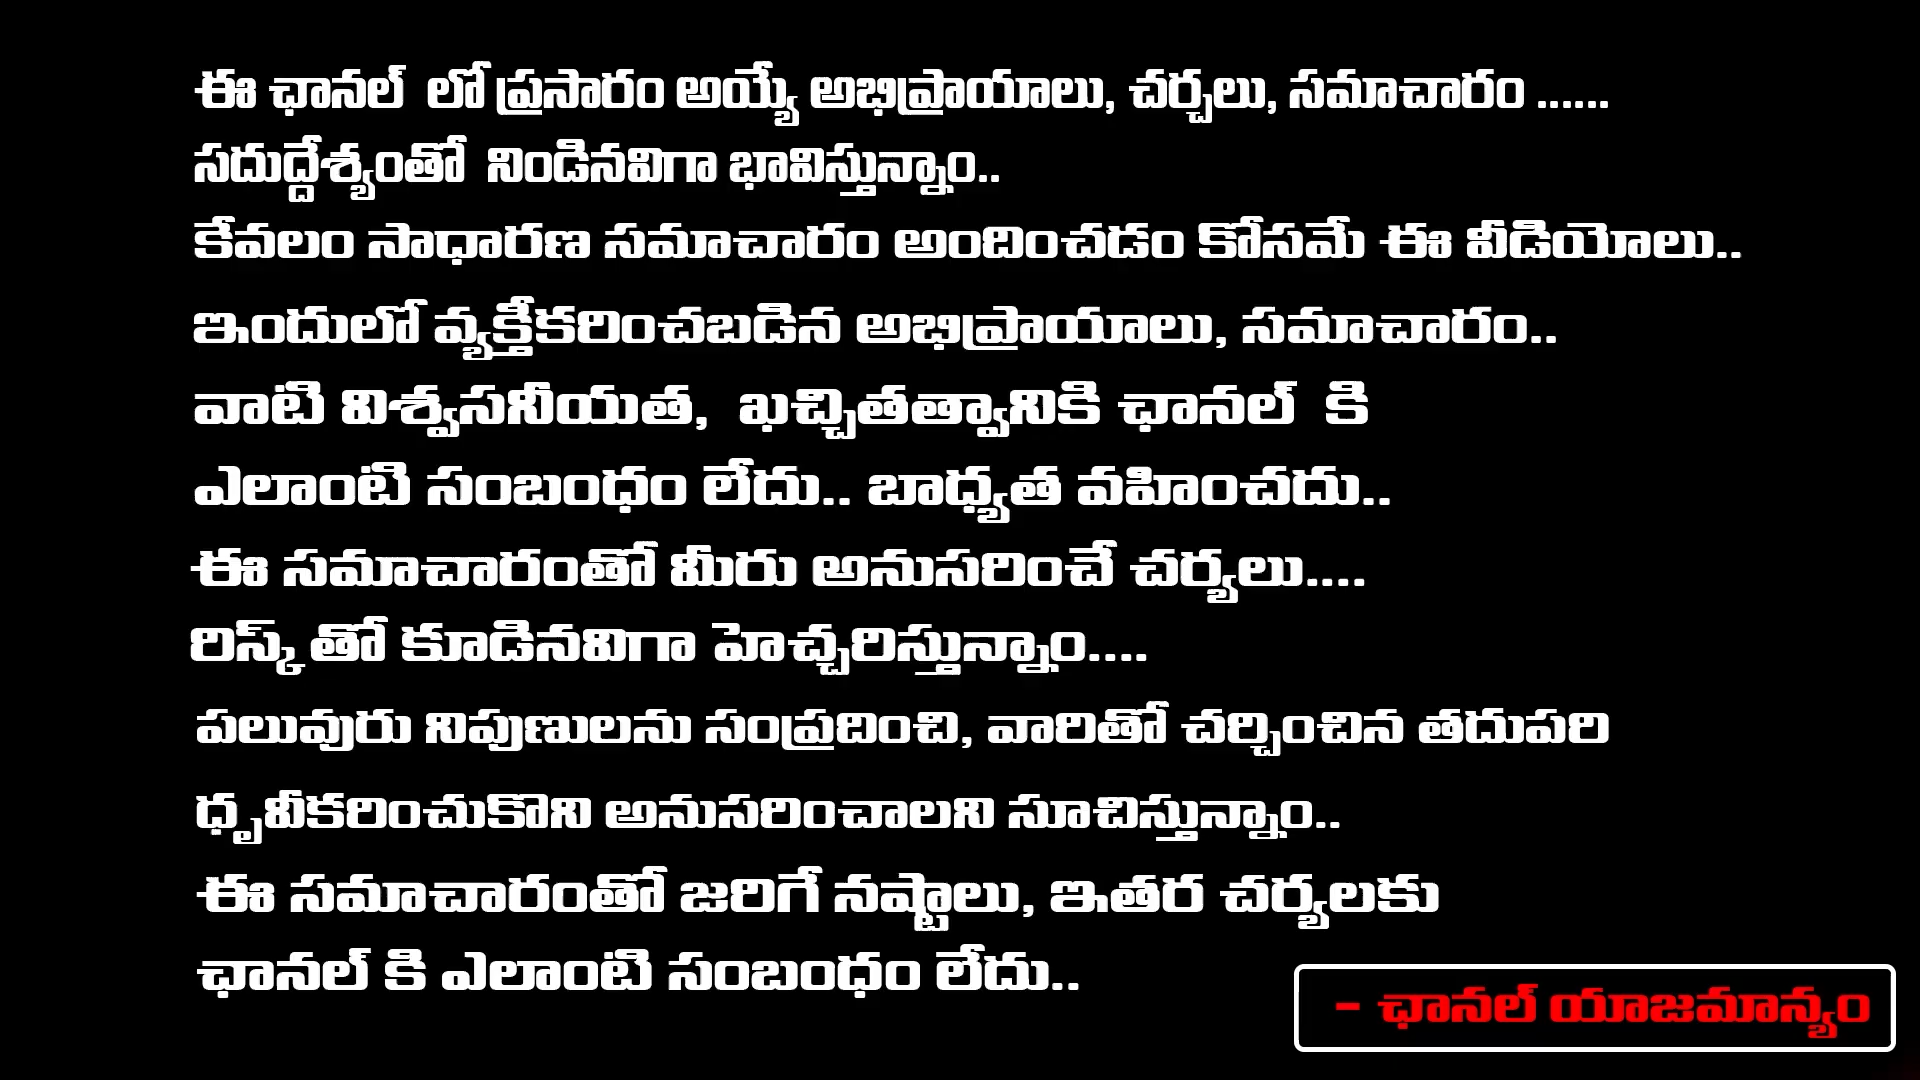 ఈ ఛానల్ లో ప్రసారం అయ్యే అభిప్రాయాలు, చర్చలు, సమాచారం ......
సదుద్దేశ్యంతో నిండినవిగా భావిస్తున్నాం..
కేవలం సాధారణ సమాచారం అందించడం కోసమే ఈ వీడియోలు..
ఇందులో వ్యక్తీకరించబడిన అభిప్రాయాలు, సమాచారం..
వాటి విశ్వసనీయత, ఖచ్చితత్వానికి ఛానల్ కి
ఎలాంటి సంబంధం లేదు.. బాధ్యత వహించదు..
ఈ సమాచారంతో మీరు అనుసరించే చర్యలు....
రిస్క్ తో కూడినవిగా హెచ్చరిస్తున్నాం....
పలువురు నిపుణులను సంప్రదించి, వారితో చర్చించిన తదుపరి
ధృవీకరించుకొని అనుసరించాలని సూచిస్తున్నాం..
ఈ సమాచారంతో జరిగే నష్టాలు, ఇతర చర్యలకు
ఛానల్ కి ఎలాంటి సంబంధం లేదు..
- ఛానల్ యాజమాన్యం